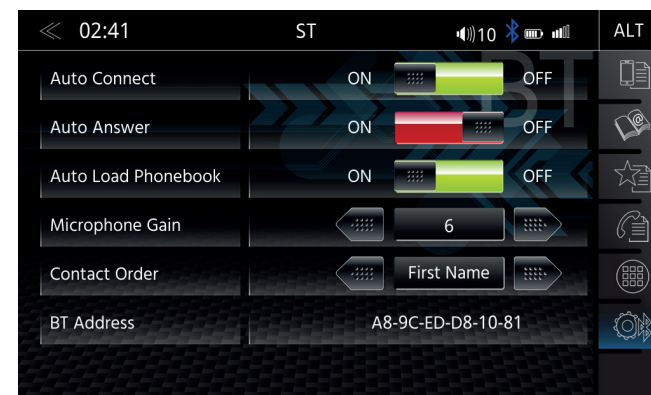 02:41 ST 10 ALT
BT
Auto Connect ON OFF
Auto Answer ON OFF
Auto Load Phonebook ON OFF
Microphone Gain 6
Contact Order First Name
BT Address A8-9C-ED-D8-10-81